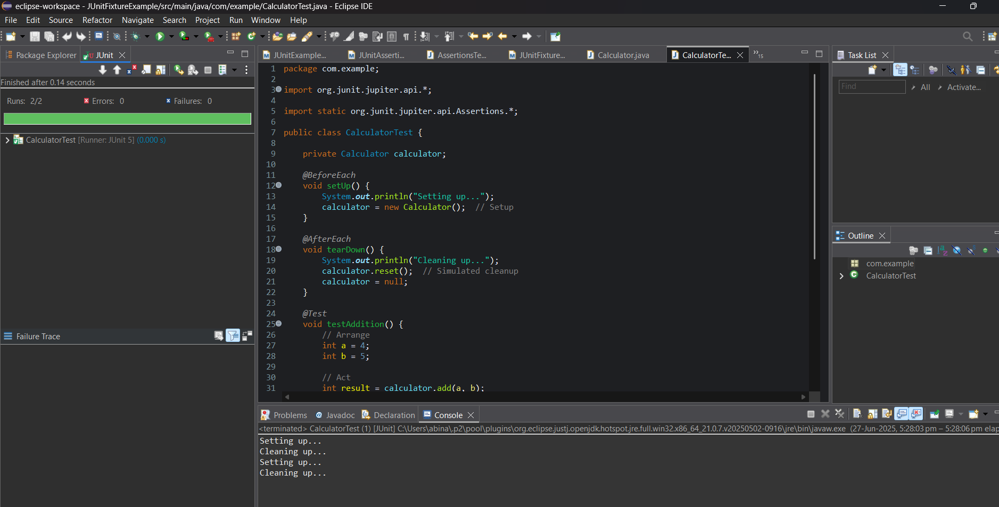 eclipse-workspace - JUnitFixtureExample/src/main/java/com/example/CalculatorTest.java - Eclipse IDE
File Edit Source Refactor Navigate Search Project Run Window Help
Package Explorer JUnit
Finished after 0.14 seconds
Runs: 2/2 Errors: 0 Failures: 0
CalculatorTest [Runner: JUnit 5] (0.000 s)
Failure Trace
JUnitExample... JUnitAsserti... AssertionsTe... JUnitFixture... Calculator.java CalculatorTe... »15
1 package com.example;
2
3 import org.junit.jupiter.api.*;
4
5 import static org.junit.jupiter.api.Assertions.*;
6
7 public class CalculatorTest {
8
9 private Calculator calculator;
10
11 @BeforeEach
12 void setUp() {
13 System.out.println("Setting up...");
14 calculator = new Calculator(); // Setup
15 }
16
17 @AfterEach
18 void tearDown() {
19 System.out.println("Cleaning up...");
20 calculator.reset(); // Simulated cleanup
21 calculator = null;
22 }
23
24 @Test
25 void testAddition() {
26 // Arrange
27 int a = 4;
28 int b = 5;
29
30 // Act
31 int result = calculator.add(a, b);
Task List
Find All Activate...
Outline
com.example
CalculatorTest
Problems Javadoc Declaration Console
<terminated> CalculatorTest (1) [JUnit] C:\Users\abina\.p2\pool\plugins\org.eclipse.justj.openjdk.hotspot.jre.full.win32.x86_64_21.0.7.v20250502-0916\jre\bin\javaw.exe (27-Jun-2025, 5:28:03 pm – 5:28:06 pm elap
Setting up...
Cleaning up...
Setting up...
Cleaning up...